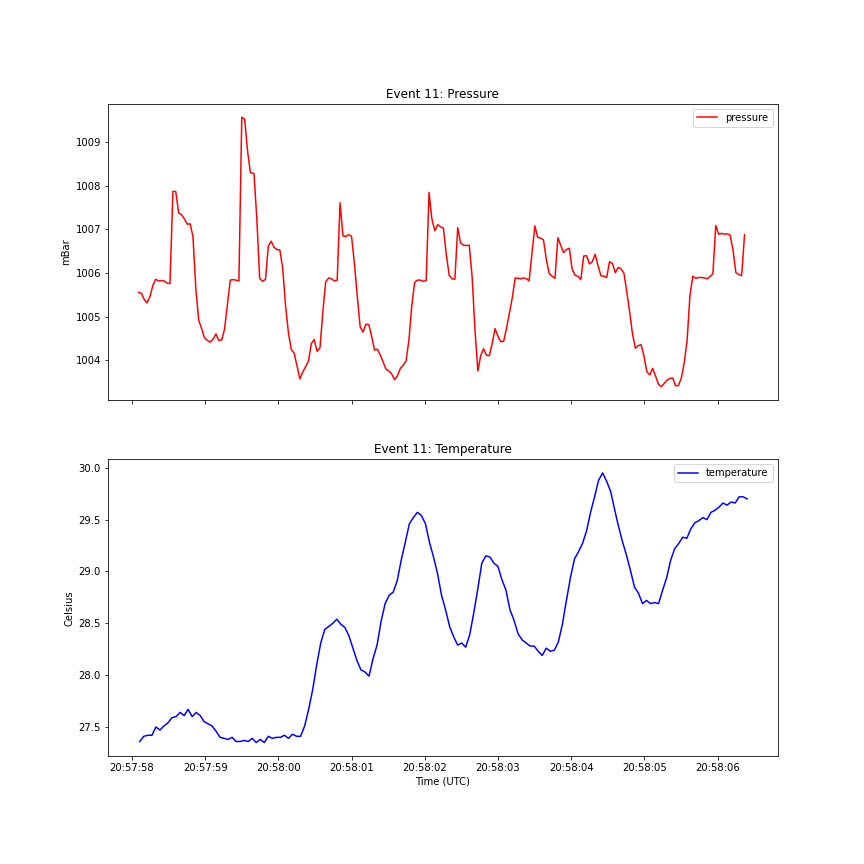 Event 11: Pressure
pressure
1009
1008
1007
1006
1005
1004
mBar
Event 11: Temperature
temperature
30.0
29.5
29.0
28.5
28.0
27.5
Celsius
20:57:58 20:57:59 20:58:00 20:58:01 20:58:02 20:58:03 20:58:04 20:58:05 20:58:06
Time (UTC)